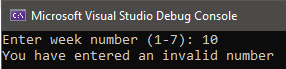 Microsoft Visual Studio Debug Console
Enter week number (1-7): 10
You have entered an invalid number